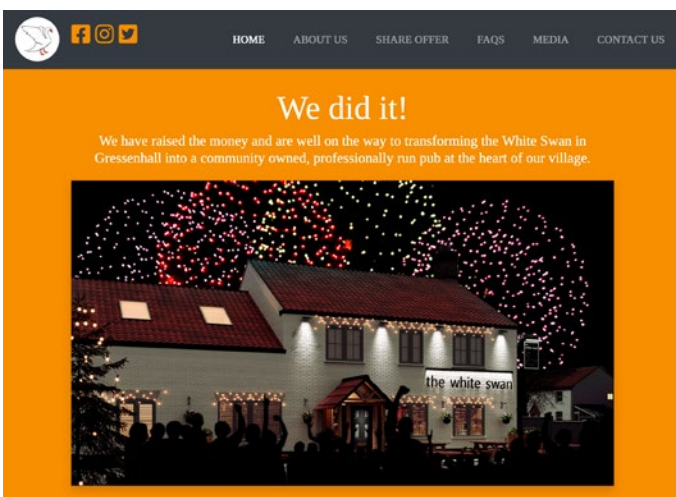 HOME ABOUT US SHARE OFFER FAQS MEDIA CONTACT US
We did it!
We have raised the money and are well on the way to transforming the White Swan in
Gressenhall into a community owned, professionally run pub at the heart of our village.
the white swan